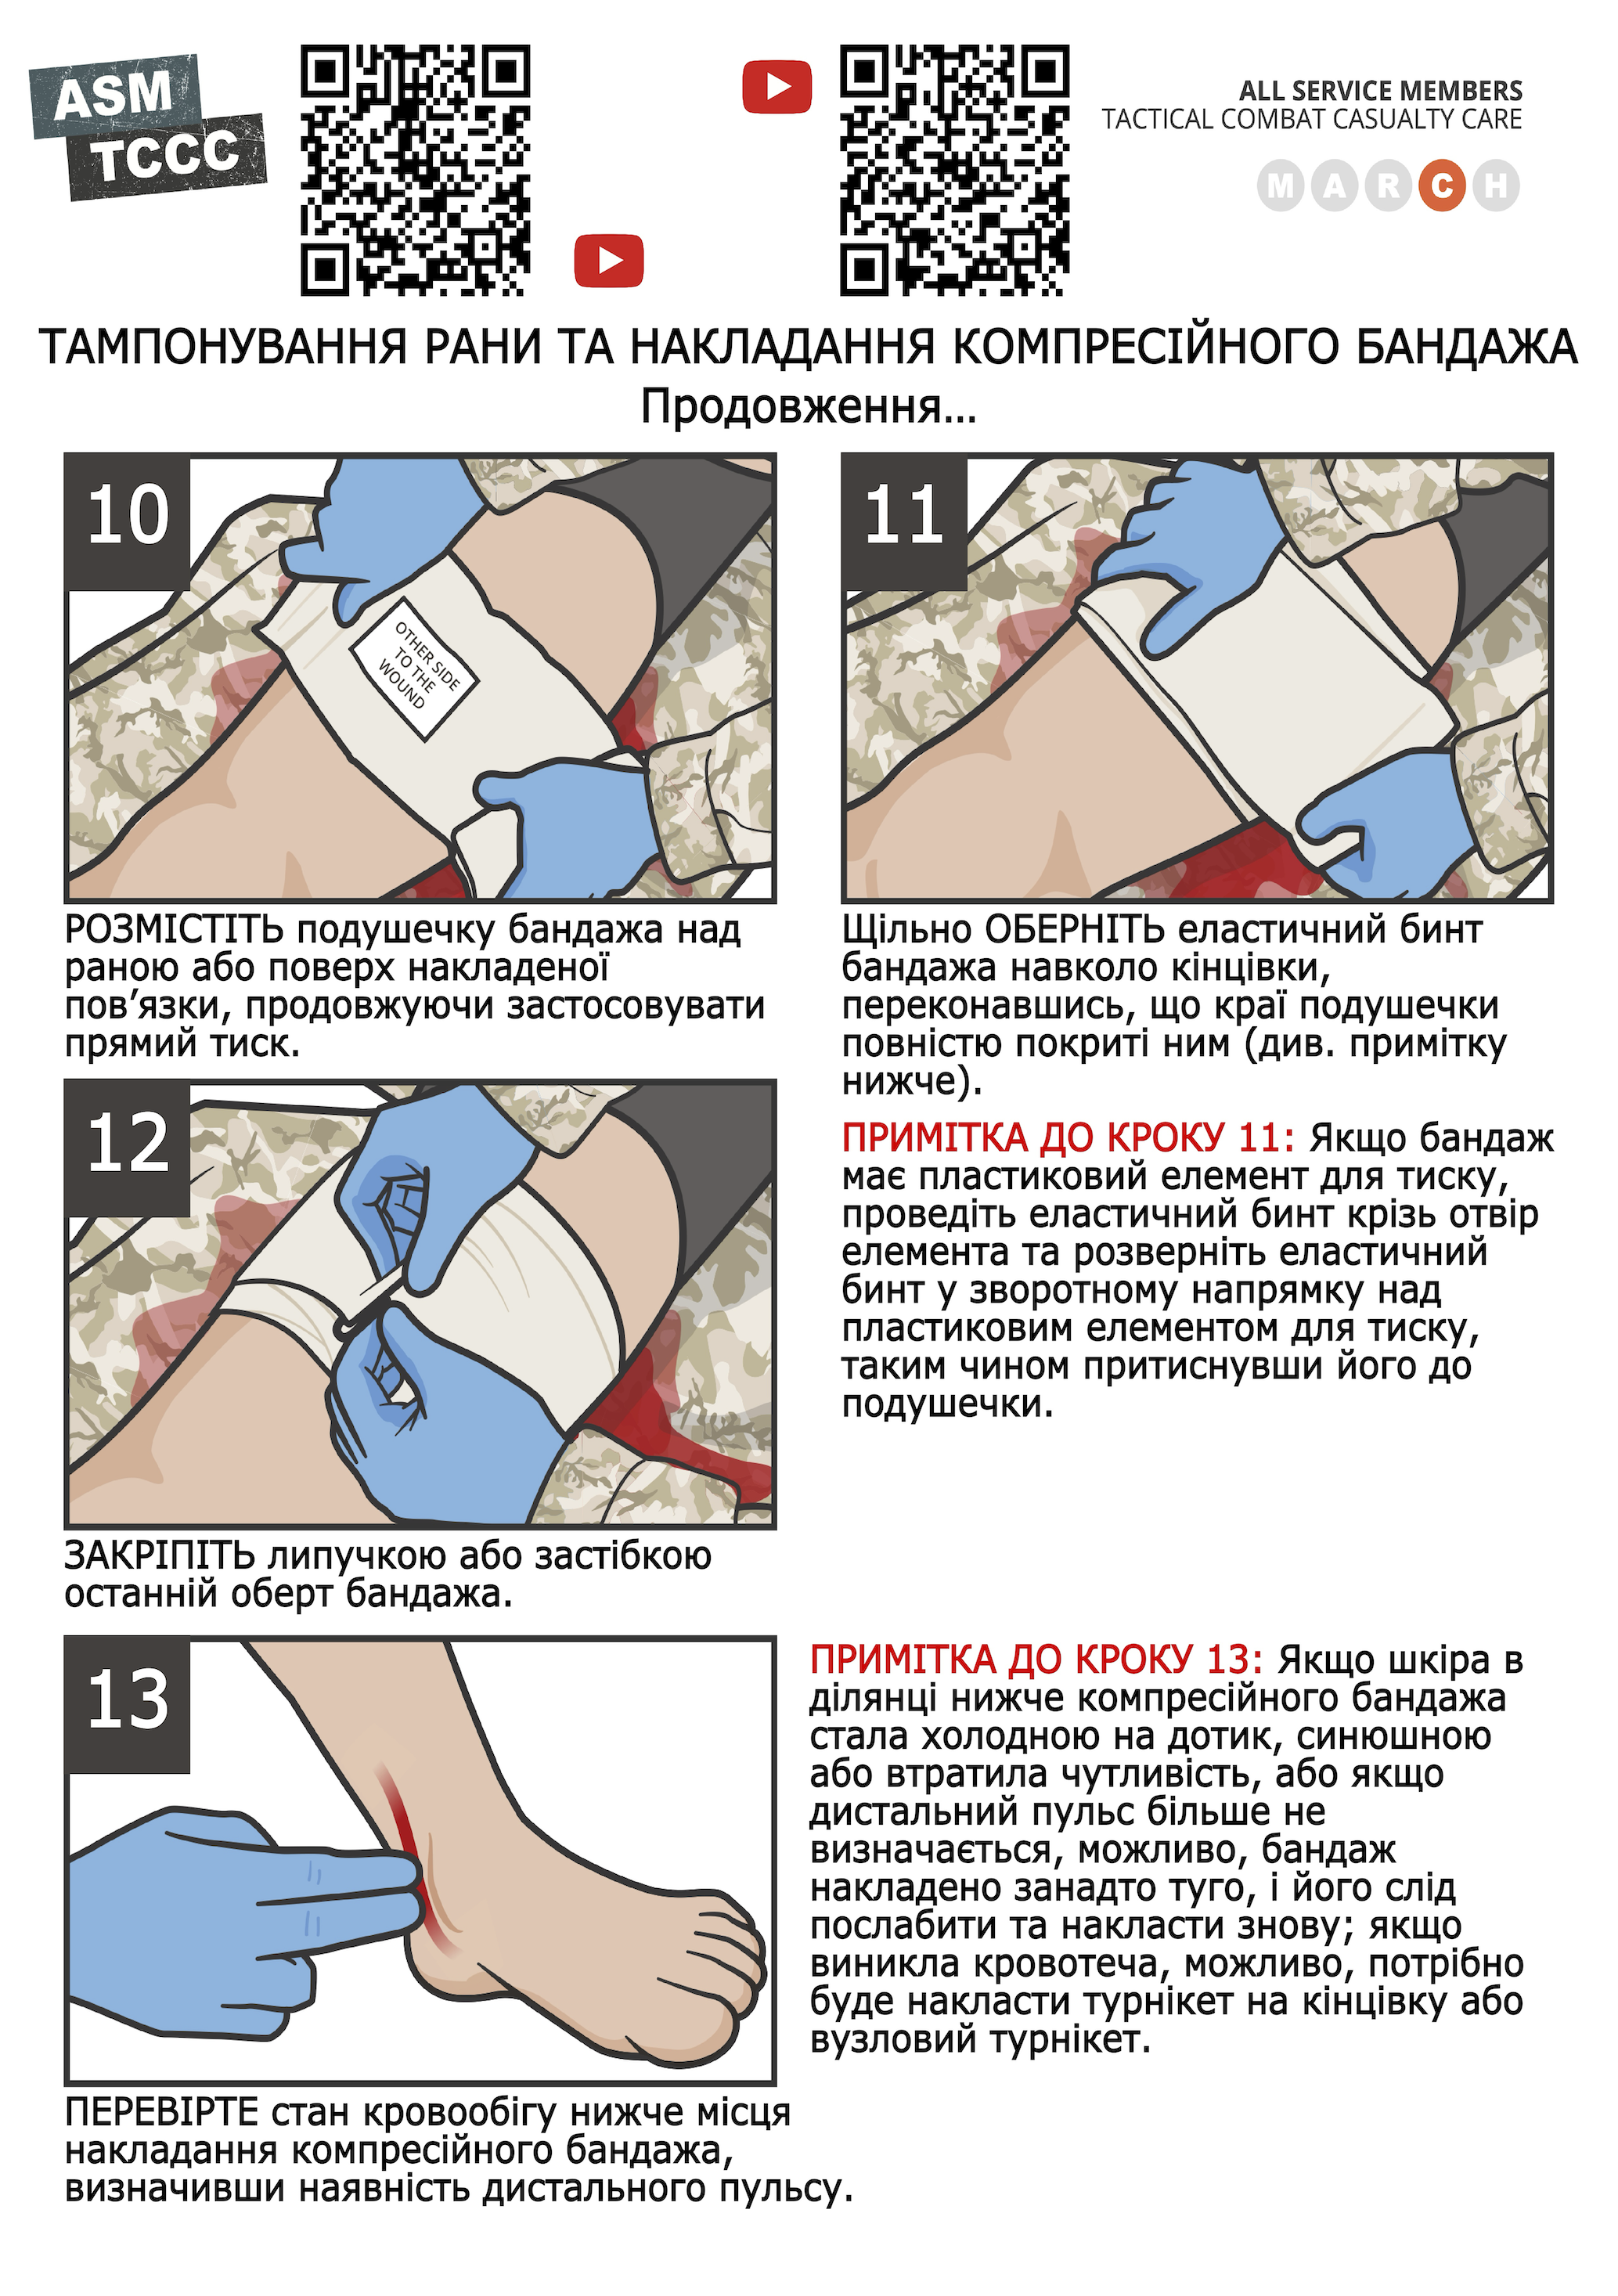 ASM
TCCC
ALL SERVICE MEMBERS
TACTICAL COMBAT CASUALTY CARE
M A R C H
ТАМПОНУВАННЯ РАНИ ТА НАКЛАДАННЯ КОМПРЕСІЙНОГО БАНДАЖА
Продовження...
10
OTHER SIDE
TO THE
WOUND
РОЗМІСТІТЬ подушечку бандажа над
раною або поверх накладеної
пов’язки, продовжуючи застосовувати
прямий тиск.
11
Щільно ОБЕРНІТЬ еластичний бинт
бандажа навколо кінцівки,
переконавшись, що краї подушечки
повністю покриті ним (див. примітку
нижче).
ПРИМІТКА ДО КРОКУ 11: Якщо бандаж
має пластиковий елемент для тиску,
проведіть еластичний бинт крізь отвір
елемента та розверніть еластичний
бинт у зворотному напрямку над
пластиковим елементом для тиску,
таким чином притиснувши його до
подушечки.
12
ЗАКРІПІТЬ липучкою або застібкою
останній оберт бандажа.
13
ПЕРЕВІРТЕ стан кровообігу нижче місця
накладання компресійного бандажа,
визначивши наявність дистального пульсу.
ПРИМІТКА ДО КРОКУ 13: Якщо шкіра в
ділянці нижче компресійного бандажа
стала холодною на дотик, синюшною
або втратила чутливість, або якщо
дистальний пульс більше не
визначається, можливо, бандаж
накладено занадто туго, і його слід
послабити та накласти знову; якщо
виникла кровотеча, можливо, потрібно
буде накласти турнікет на кінцівку або
вузловий турнікет.